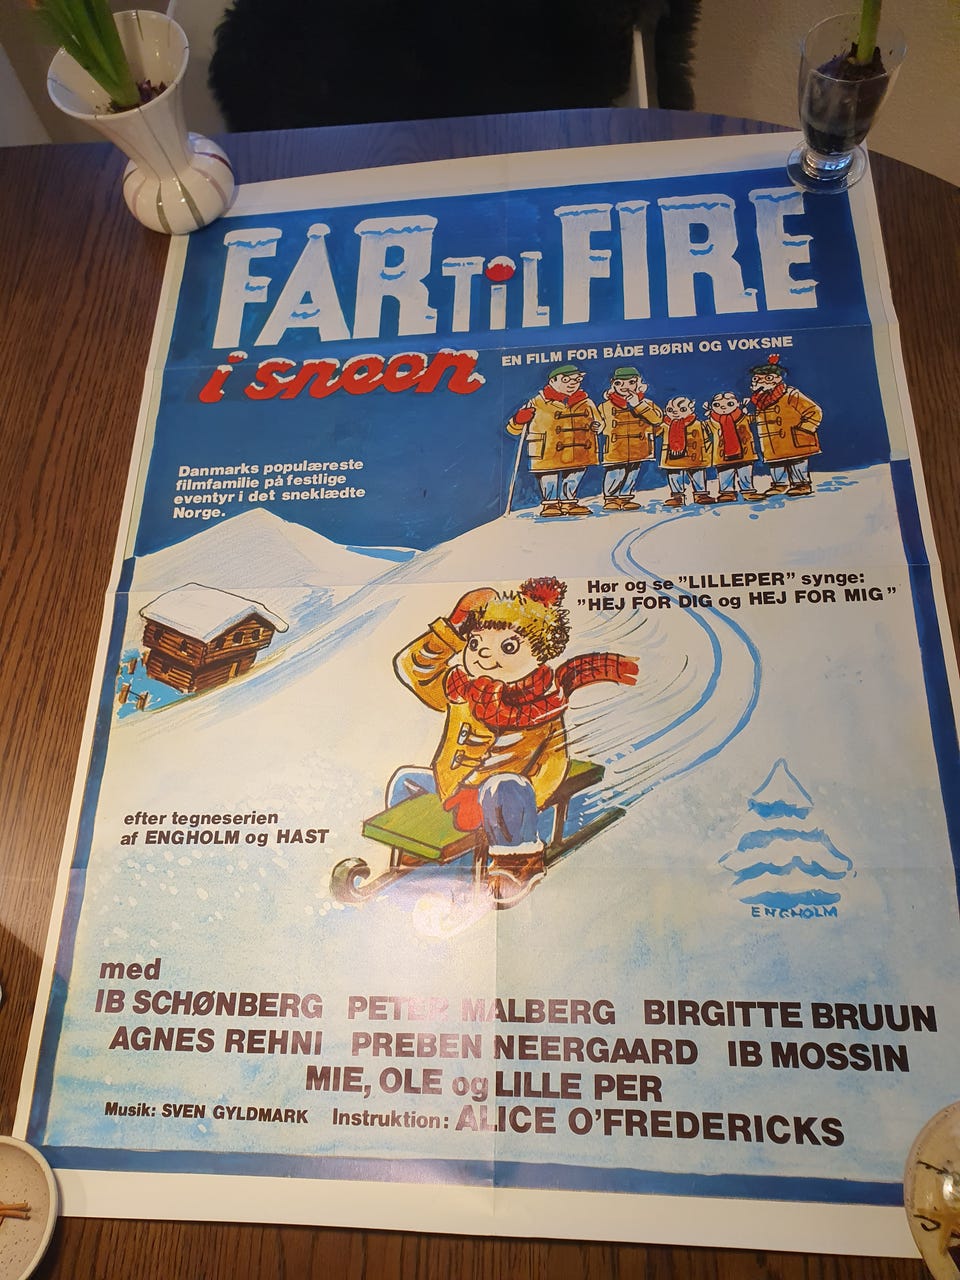 FAR TIL FIRE
i sneen
EN FILM FOR BÅDE BØRN OG VOKSNE
Danmarks populæreste
filmfamilie på festlige
eventyr i det sneklædte
Norge.
Hør og se "LILLEPER" synge:
"HEJ FOR DIG og HEJ FOR MIG"
efter tegneserien
af ENGHOLM og HAST
ENGHOLM
med
IB SCHØNBERG PETER MALBERG BIRGITTE BRUUN
AGNES REHNI PREBEN NEERGAARD IB MOSSIN
MIE, OLE og LILLE PER
Musik: SVEN GYLDMARK Instruktion: ALICE O'FREDERICKS